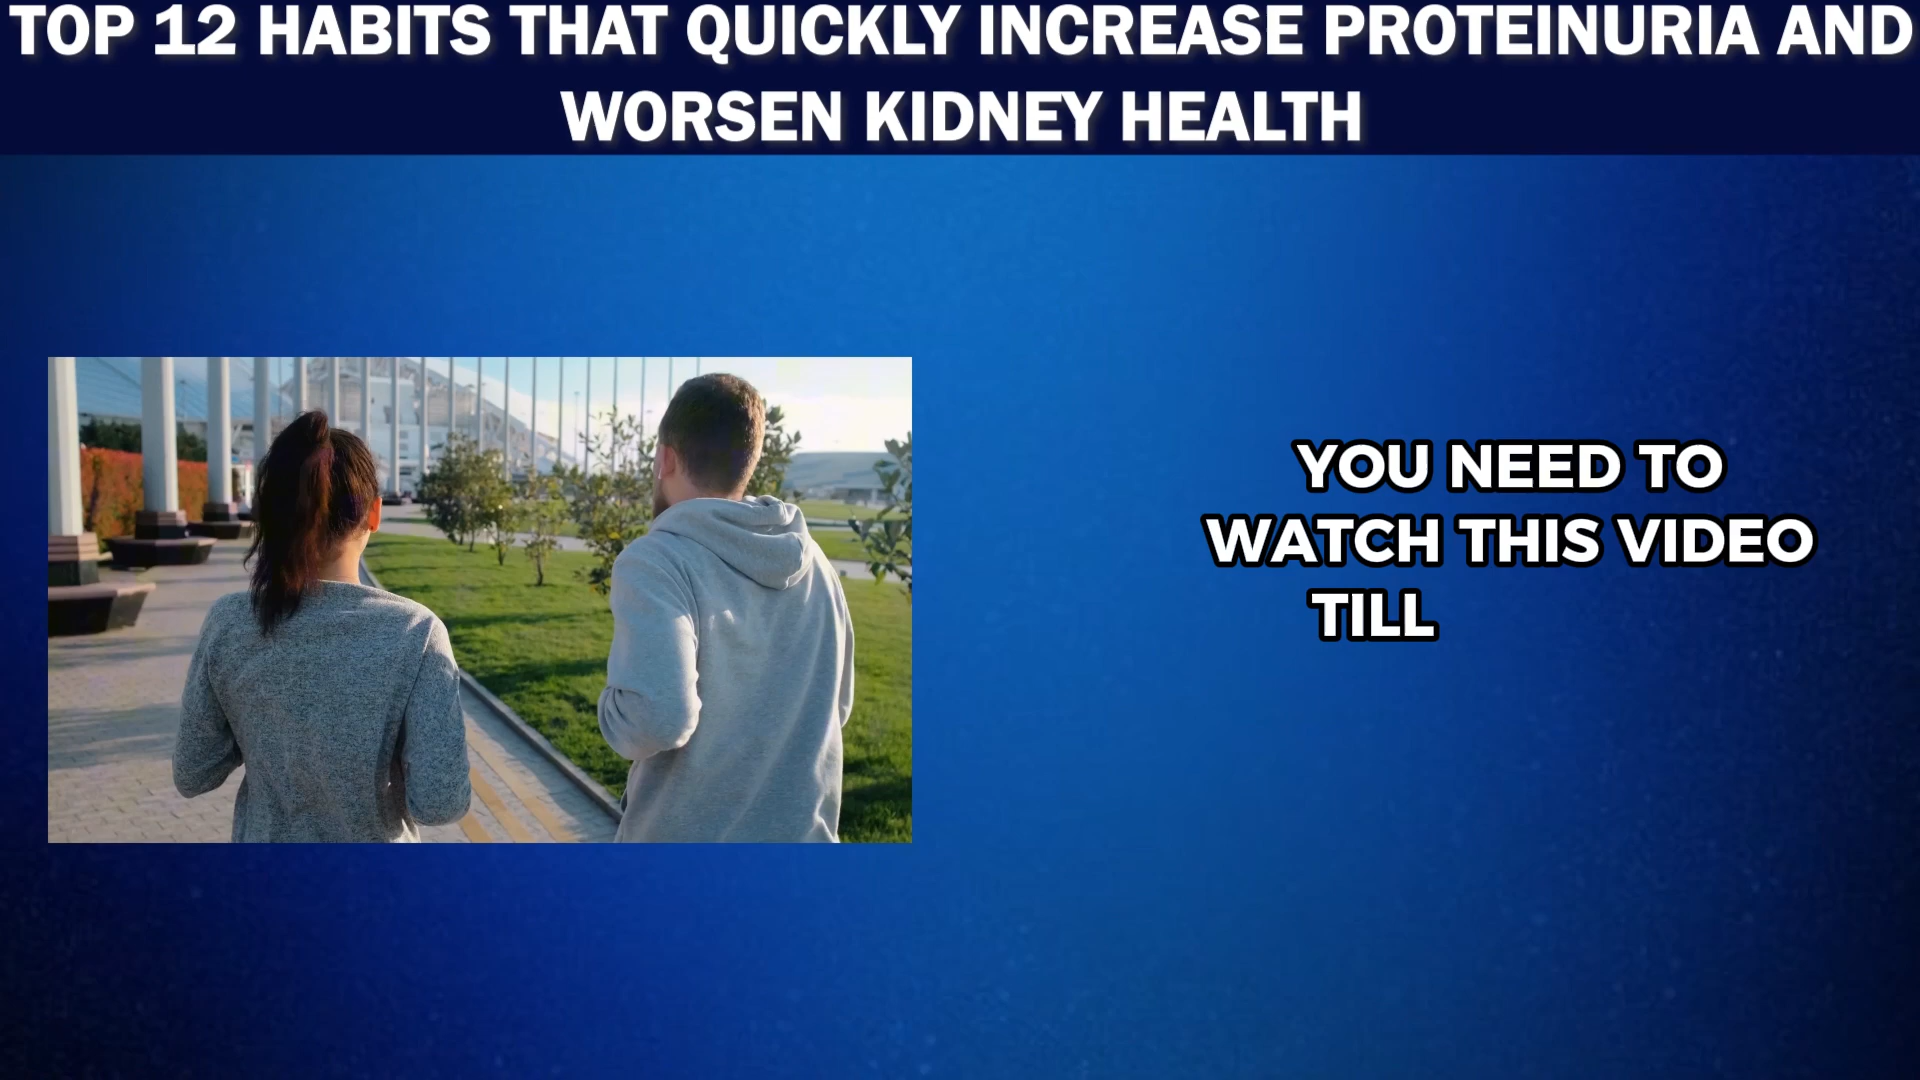 TOP 12 HABITS THAT QUICKLY INCREASE PROTEINURIA AND
WORSEN KIDNEY HEALTH
YOU NEED TO
WATCH THIS VIDEO
TILL